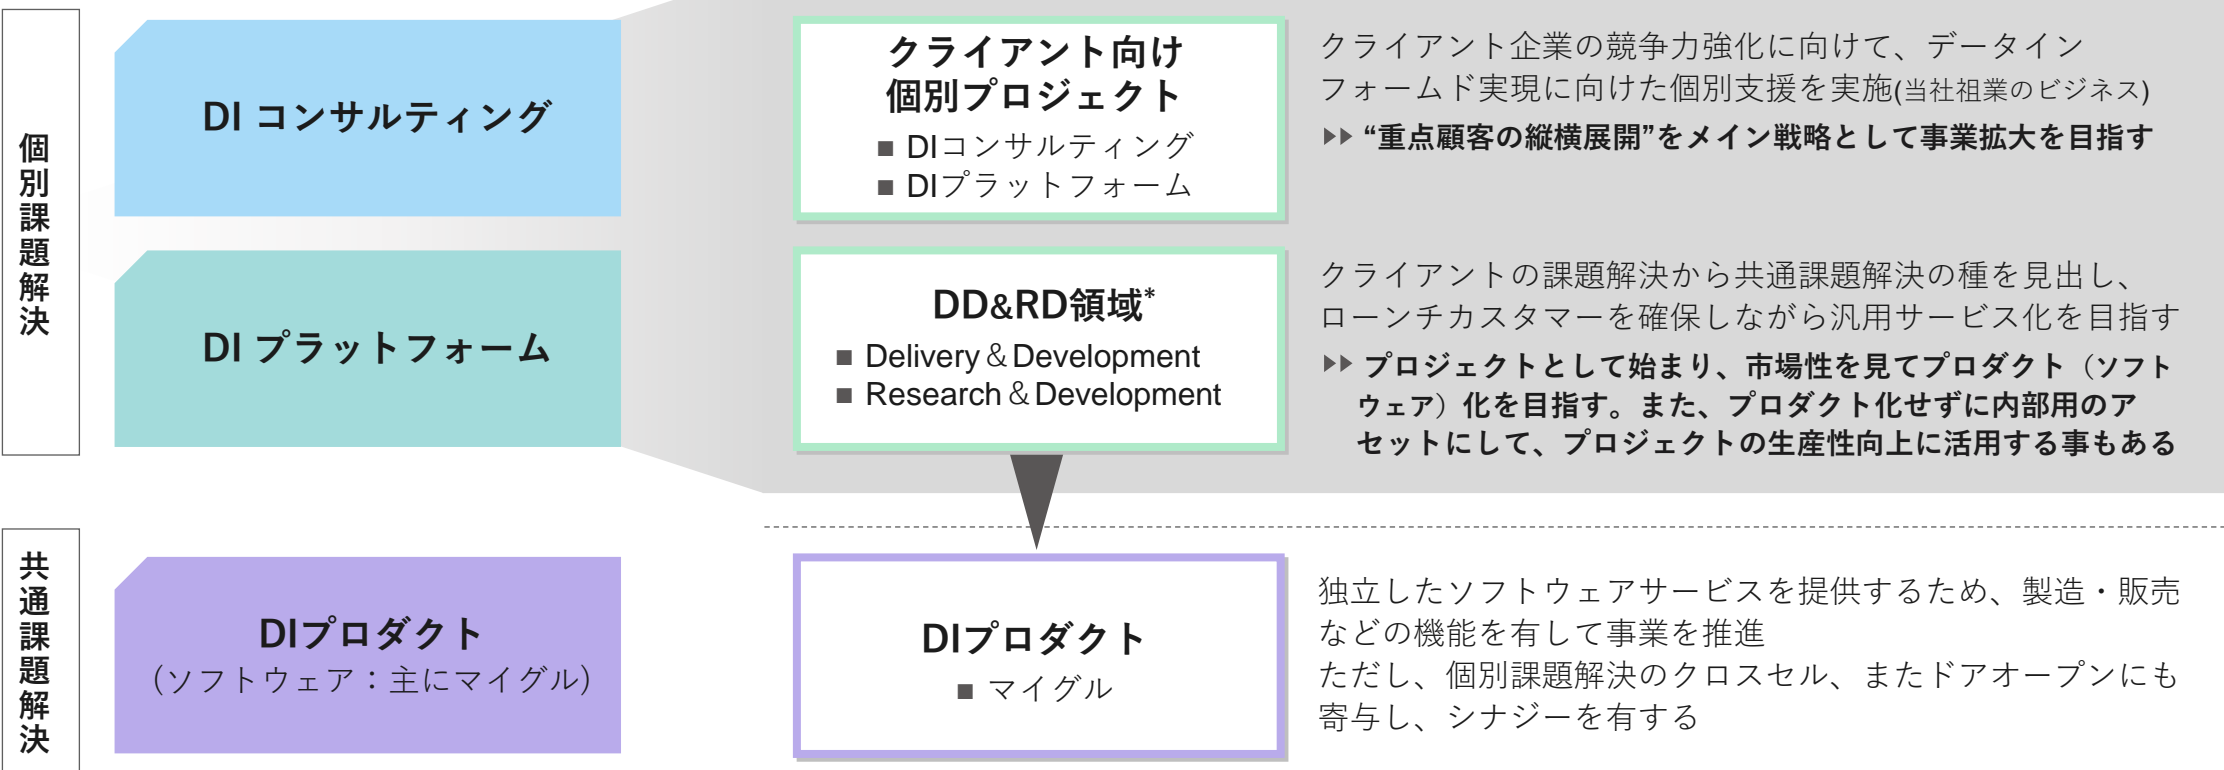 個別課題解決
DI コンサルティング
クライアント向け
個別プロジェクト
■ DIコンサルティング
■ DIプラットフォーム
クライアント企業の競争力強化に向けて、データイン
フォームド実現に向けた個別支援を実施(当社祖業のビジネス)
▶▶ “重点顧客の縦横展開”をメイン戦略として事業拡大を目指す
DI プラットフォーム
DD&RD領域*
■ Delivery＆Development
■ Research＆Development
クライアントの課題解決から共通課題解決の種を見出し、
ローンチカスタマーを確保しながら汎用サービス化を目指す
▶▶ プロジェクトとして始まり、市場性を見てプロダクト（ソフト
ウェア）化を目指す。また、プロダクト化せずに内部用のア
セットにして、プロジェクトの生産性向上に活用する事もある
共通課題解決
DIプロダクト
（ソフトウェア：主にマイグル）
DIプロダクト
■ マイグル
独立したソフトウェアサービスを提供するため、製造・販売
などの機能を有して事業を推進
ただし、個別課題解決のクロスセル、またドアオープンにも
寄与し、シナジーを有する